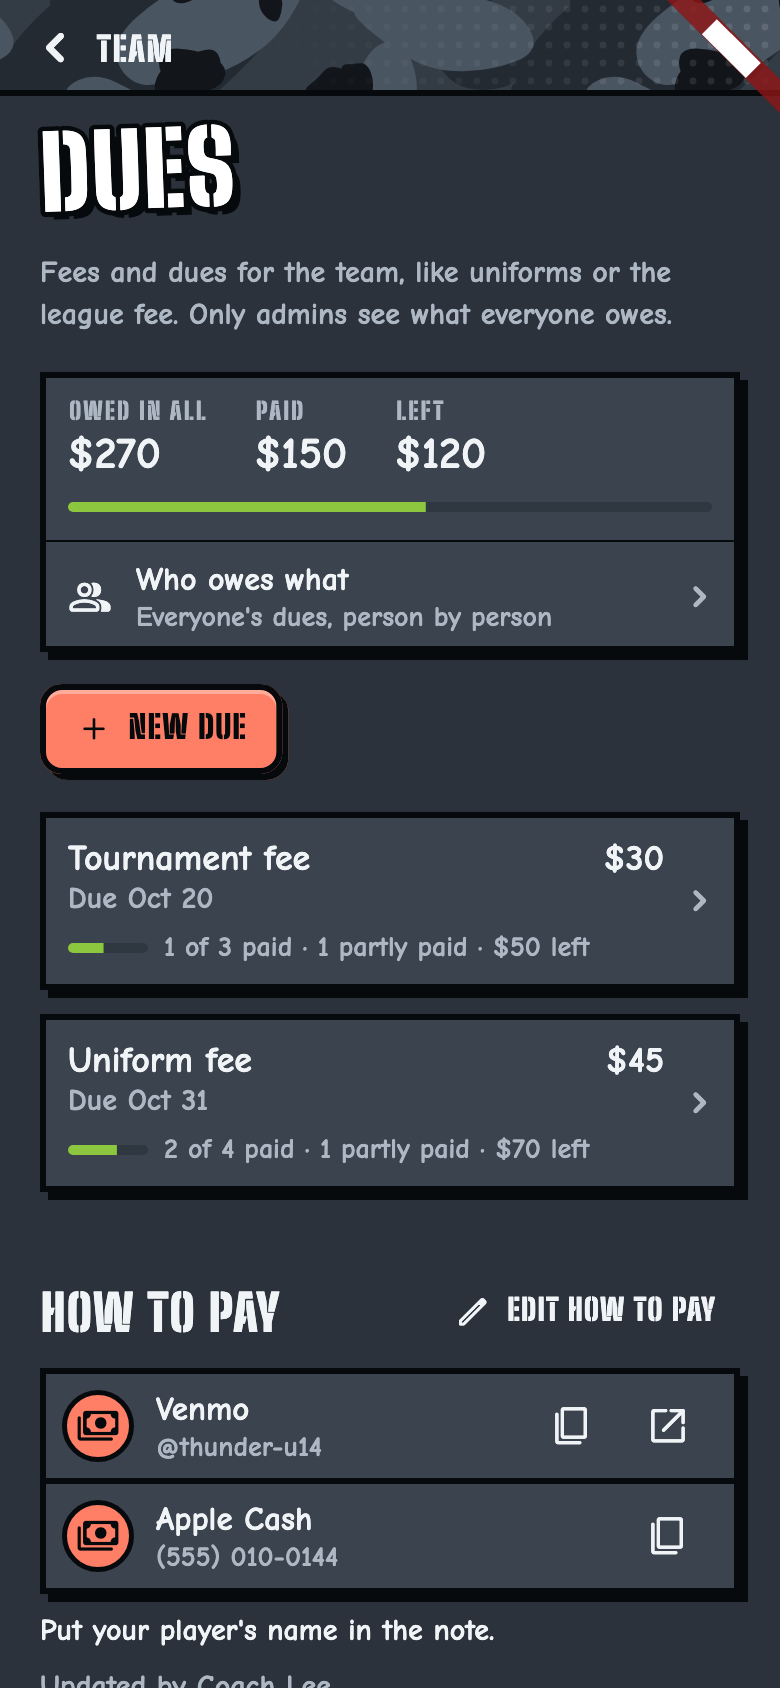 TEAM
DUES
Fees and dues for the team, like uniforms or the
league fee. Only admins see what everyone owes.
OWED IN ALL PAID LEFT
$270 $150 $120
Who owes what
Everyone's dues, person by person
+ NEW DUE
Tournament fee $30
Due Oct 20
1 of 3 paid · 1 partly paid · $50 left
Uniform fee $45
Due Oct 31
2 of 4 paid · 1 partly paid · $70 left
HOW TO PAY EDIT HOW TO PAY
Venmo
@thunder-u14
Apple Cash
(555) 010-0144
Put your player's name in the note.
Updated by Coach Lee